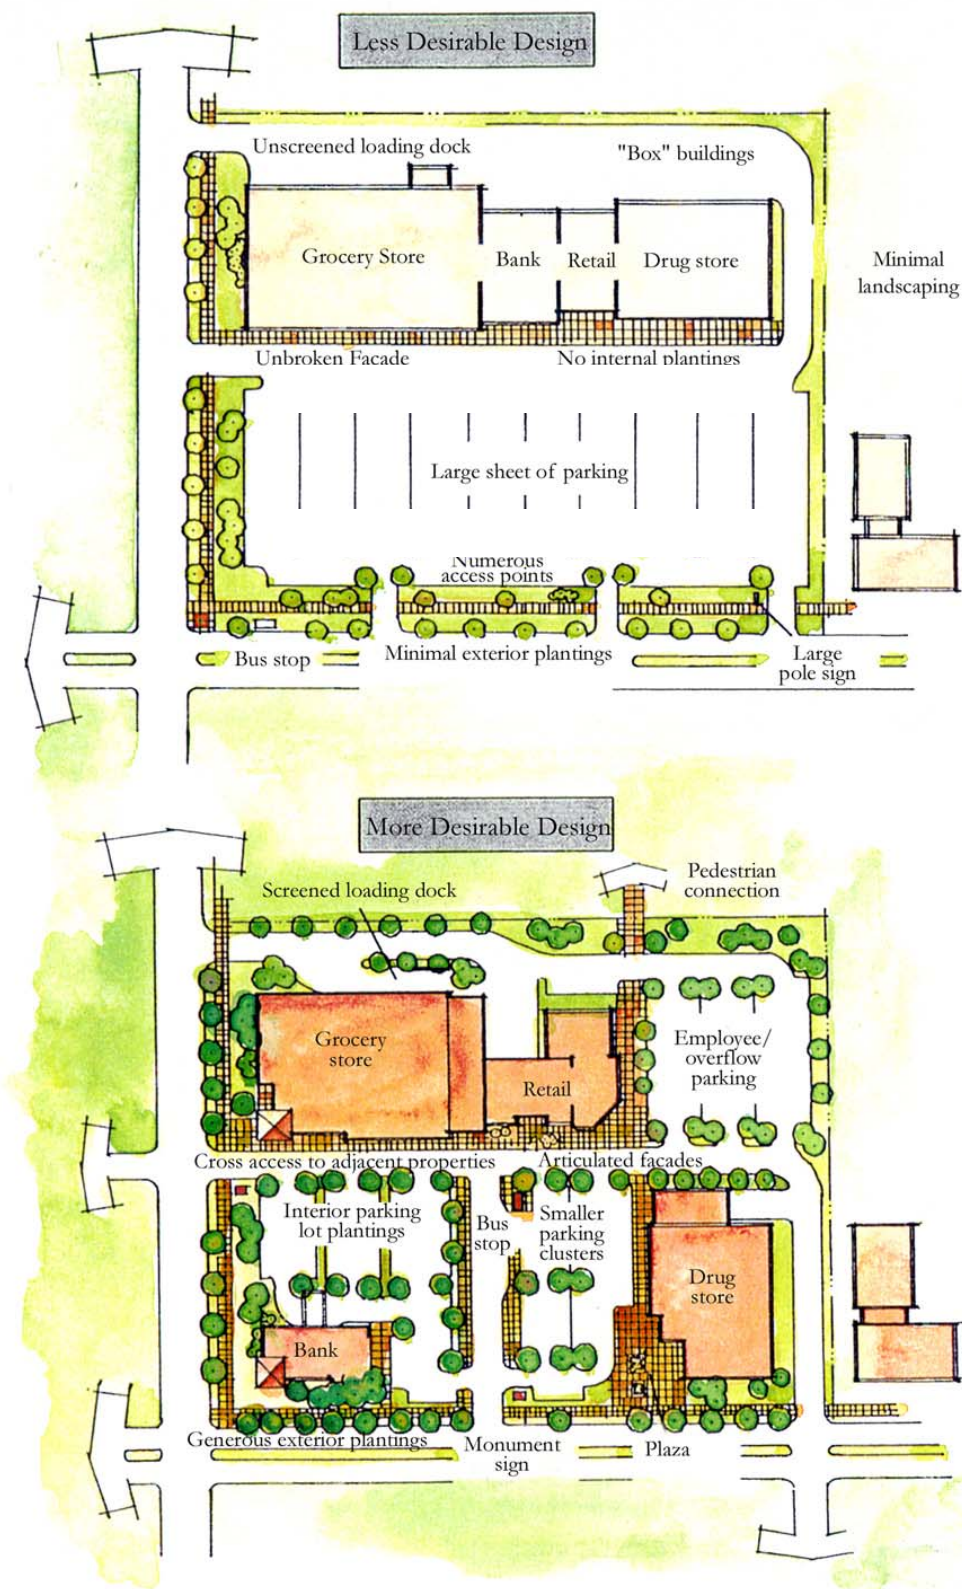 Less Desirable Design
Unscreened loading dock
"Box" buildings
Grocery Store
Bank
Retail
Drug store
Minimal
landscaping
Unbroken Facade
No internal plantings
Large sheet of parking
Numerous
access points
Bus stop
Minimal exterior plantings
Large
pole sign
More Desirable Design
Pedestrian
connection
Screened loading dock
Grocery
store
Employee/
overflow
parking
Retail
Cross access to adjacent properties
Articulated facades
Interior parking
lot plantings
Bus
stop
Smaller
parking
clusters
Drug
store
Bank
Generous exterior plantings
Monument
sign
Plaza